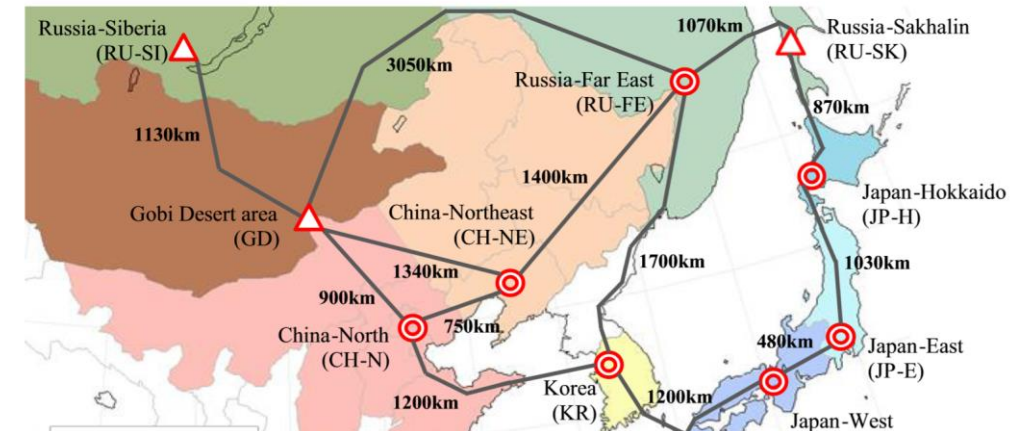 Russia-Siberia
(RU-SI)
1070km
Russia-Sakhalin
(RU-SK)
3050km
Russia-Far East
(RU-FE)
870km
1130km
1400km
Japan-Hokkaido
(JP-H)
Gobi Desert area
(GD)
China-Northeast
(CH-NE)
1340km
1700km
1030km
900km
750km
China-North
(CH-N)
480km
Japan-East
(JP-E)
1200km
Korea
(KR)
1200km
Japan-West